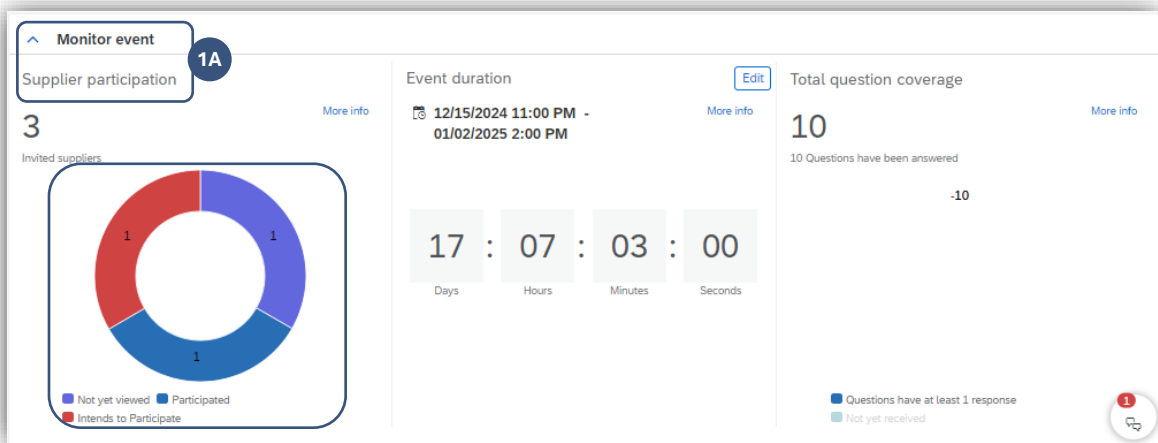 Monitor event
1A
Supplier participation
More info
3
Invited suppliers
1
1
1
Not yet viewed
Participated
Intends to Participate
Event duration
Edit
12/15/2024 11:00 PM -
01/02/2025 2:00 PM
More info
17 : 07 : 03 : 00
Days Hours Minutes Seconds
Total question coverage
More info
10
10 Questions have been answered
-10
Questions have at least 1 response
Not yet received
1